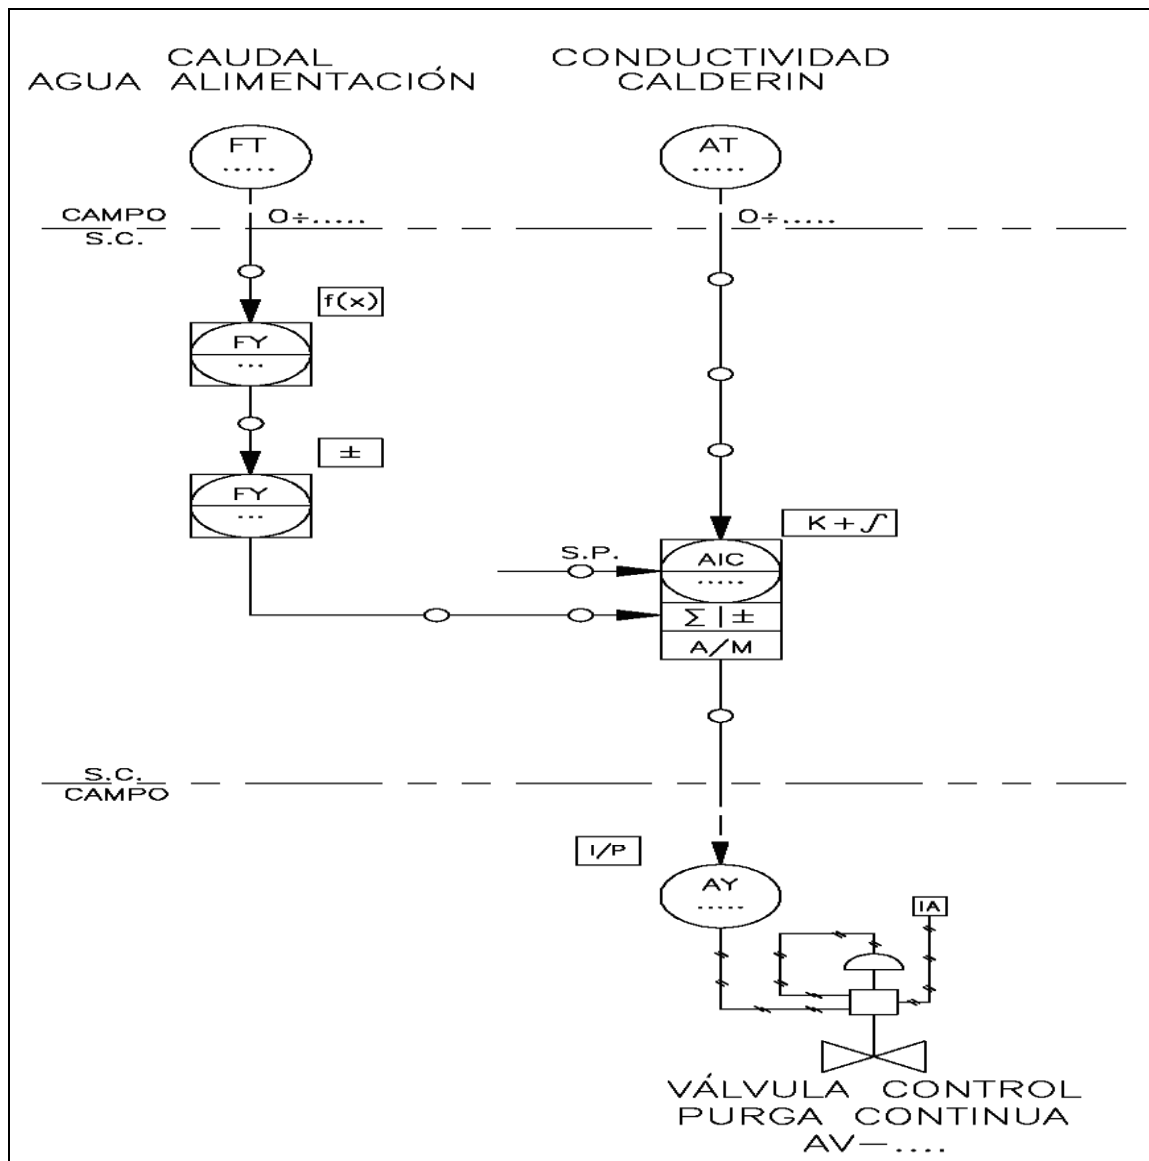 CAUDAL
AGUA ALIMENTACIÓN
CONDUCTIVIDAD
CALDERIN
FT
.....
AT
.....
CAMPO
S.C.
0÷.....
0÷.....
f(x)
FY
...
±
FY
...
K+∫
S.P.
AIC
.....
Σ | ±
A/M
S.C.
CAMPO
I/P
AY
.....
IA
VÁLVULA CONTROL
PURGA CONTINUA
AV-....